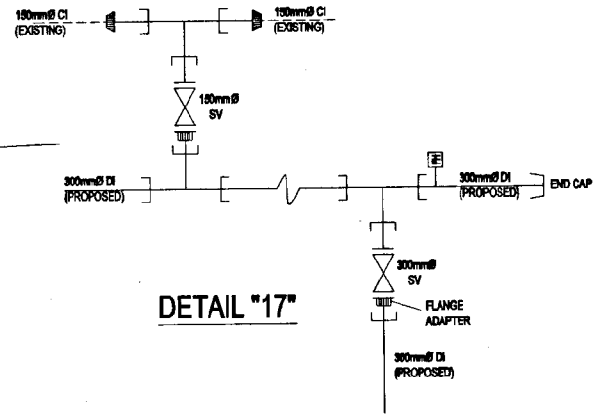 150mmØ CI
(EXISTING)
150mmØ CI
(EXISTING)
150mmØ
SV
300mmØ DI
(PROPOSED)
300mmØ DI
(PROPOSED)
END CAP
300mmØ
SV
FLANGE
ADAPTER
DETAIL "17"
300mmØ DI
(PROPOSED)